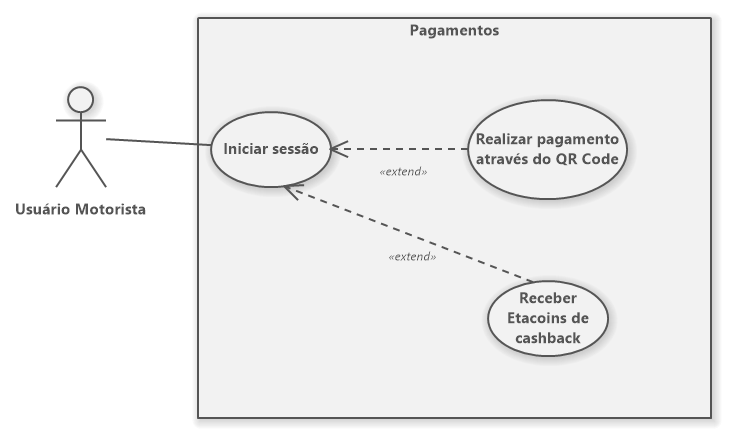 Pagamentos
Iniciar sessão
Realizar pagamento
através do QR Code
«extend»
Usuário Motorista
«extend»
Receber
Etacoins de
cashback